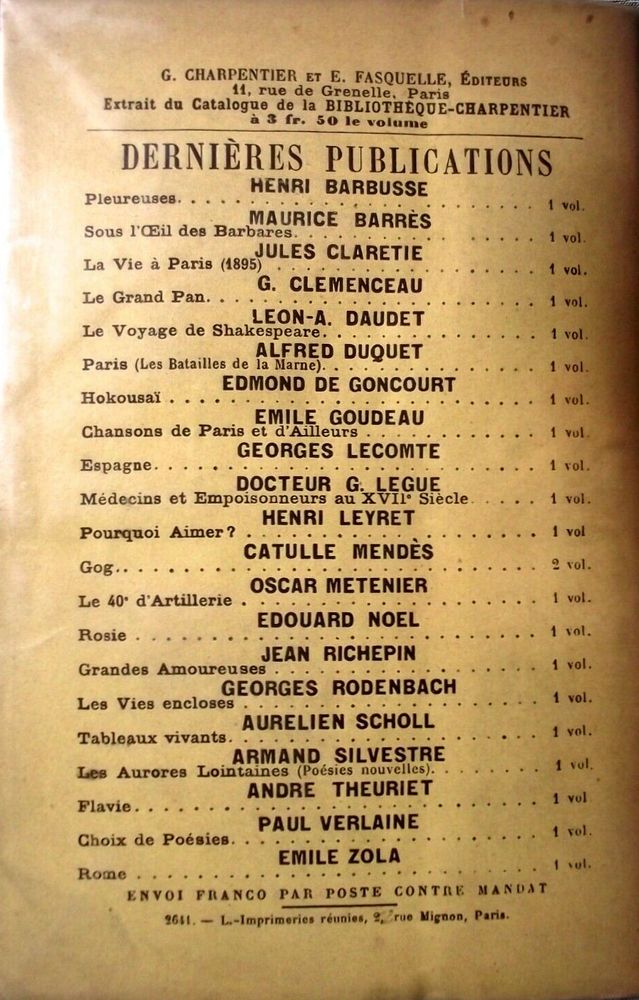 G. CHARPENTIER ET E. FASQUELLE, ÉDITEURS
11, rue de Grenelle, Paris
Extrait du Catalogue de la BIBLIOTHÈQUE-CHARPENTIER
à 3 fr. 50 le volume
DERNIÈRES PUBLICATIONS
HENRI BARBUSSE
Pleureuses. . . . . . . . . . . . . . . . . . . . 1 vol.
MAURICE BARRÈS
Sous l'Œil des Barbares. . . . . . . . . . . . . 1 vol.
JULES CLARETIE
La Vie à Paris (1895) . . . . . . . . . . . . . . 1 vol.
G. CLEMENCEAU
Le Grand Pan. . . . . . . . . . . . . . . . . . . 1 vol.
LEON-A. DAUDET
Le Voyage de Shakespeare. . . . . . . . . . . . . 1 vol.
ALFRED DUQUET
Paris (Les Batailles de la Marne). . . . . . . . . 1 vol.
EDMOND DE GONCOURT
Hokousaï . . . . . . . . . . . . . . . . . . . . 1 vol.
EMILE GOUDEAU
Chansons de Paris et d'Ailleurs . . . . . . . . . 1 vol.
GEORGES LECOMTE
Espagne. . . . . . . . . . . . . . . . . . . . . 1 vol.
DOCTEUR G. LEGUE
Médecins et Empoisonneurs au XVIIe Siècle . . . . 1 vol.
HENRI LEYRET
Pourquoi Aimer ? . . . . . . . . . . . . . . . . 1 vol
CATULLE MENDÈS
Gog. . . . . . . . . . . . . . . . . . . . . . . 2 vol.
OSCAR METENIER
Le 40e d'Artillerie . . . . . . . . . . . . . . . 1 vol.
EDOUARD NOEL
Rosie . . . . . . . . . . . . . . . . . . . . . . 1 vol.
JEAN RICHEPIN
Grandes Amoureuses . . . . . . . . . . . . . . . 1 vol.
GEORGES RODENBACH
Les Vies encloses . . . . . . . . . . . . . . . . 1 vol.
AURELIEN SCHOLL
Tableaux vivants. . . . . . . . . . . . . . . . . 1 vol.
ARMAND SILVESTRE
Les Aurores Lointaines (Poésies nouvelles). . . . 1 vol.
ANDRE THEURIET
Flavie. . . . . . . . . . . . . . . . . . . . . . 1 vol
PAUL VERLAINE
Choix de Poésies. . . . . . . . . . . . . . . . . 1 vol.
EMILE ZOLA
Rome . . . . . . . . . . . . . . . . . . . . . . 1 vol.
ENVOI FRANCO PAR POSTE CONTRE MANDAT
2641. — L.-Imprimeries réunies, 2, rue Mignon, Paris.